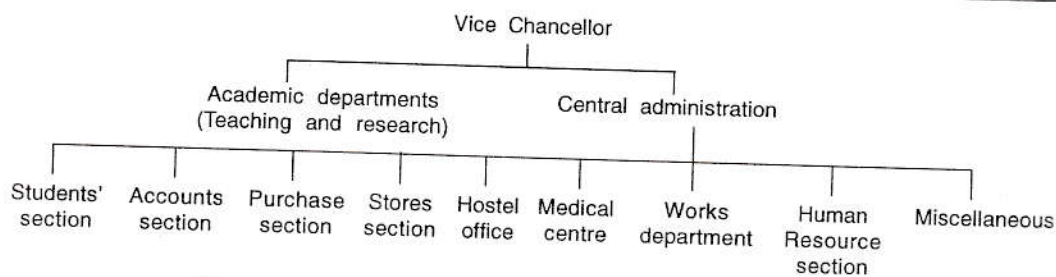 Vice Chancellor
Academic departments
(Teaching and research)
Central administration
Students'
section
Accounts
section
Purchase
section
Stores
section
Hostel
office
Medical
centre
Works
department
Human
Resource
section
Miscellaneous